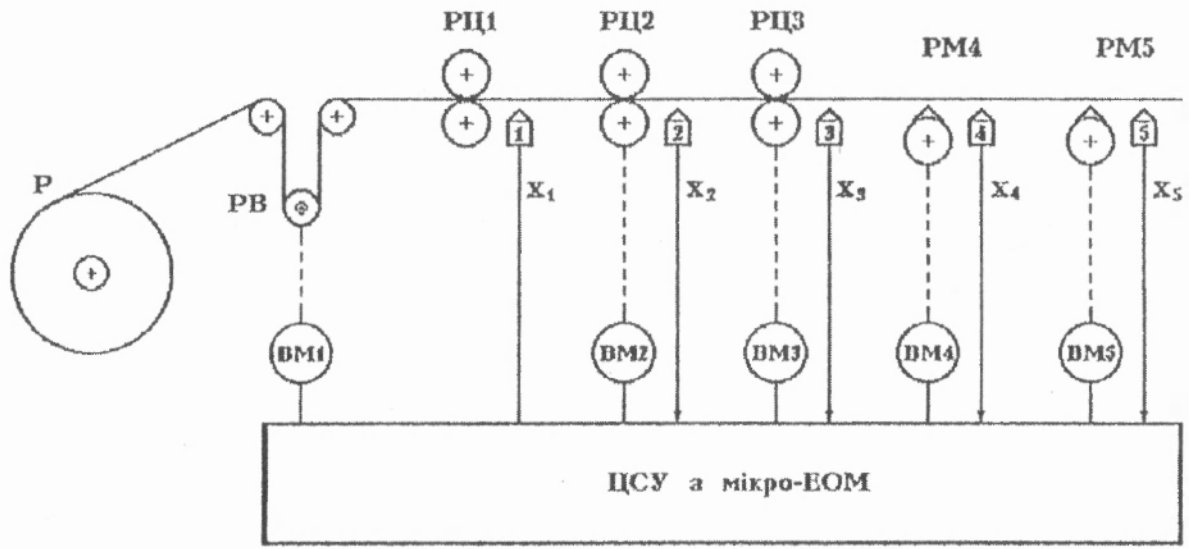 РЦ1 РЦ2 РЦ3 РМ4 РМ5
1 2 3 4 5
Р РВ X₁ X₂ X₃ X₄ X₅
ВМ1 ВМ2 ВМ3 ВМ4 ВМ5
ЦСУ з мікро-ЕОМ